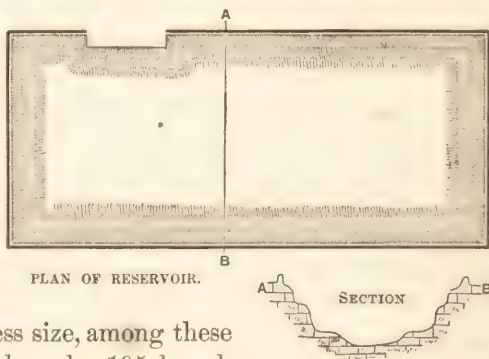 A
B
PLAN OF RESERVOIR.
A
SECTION
B
ess size, among these